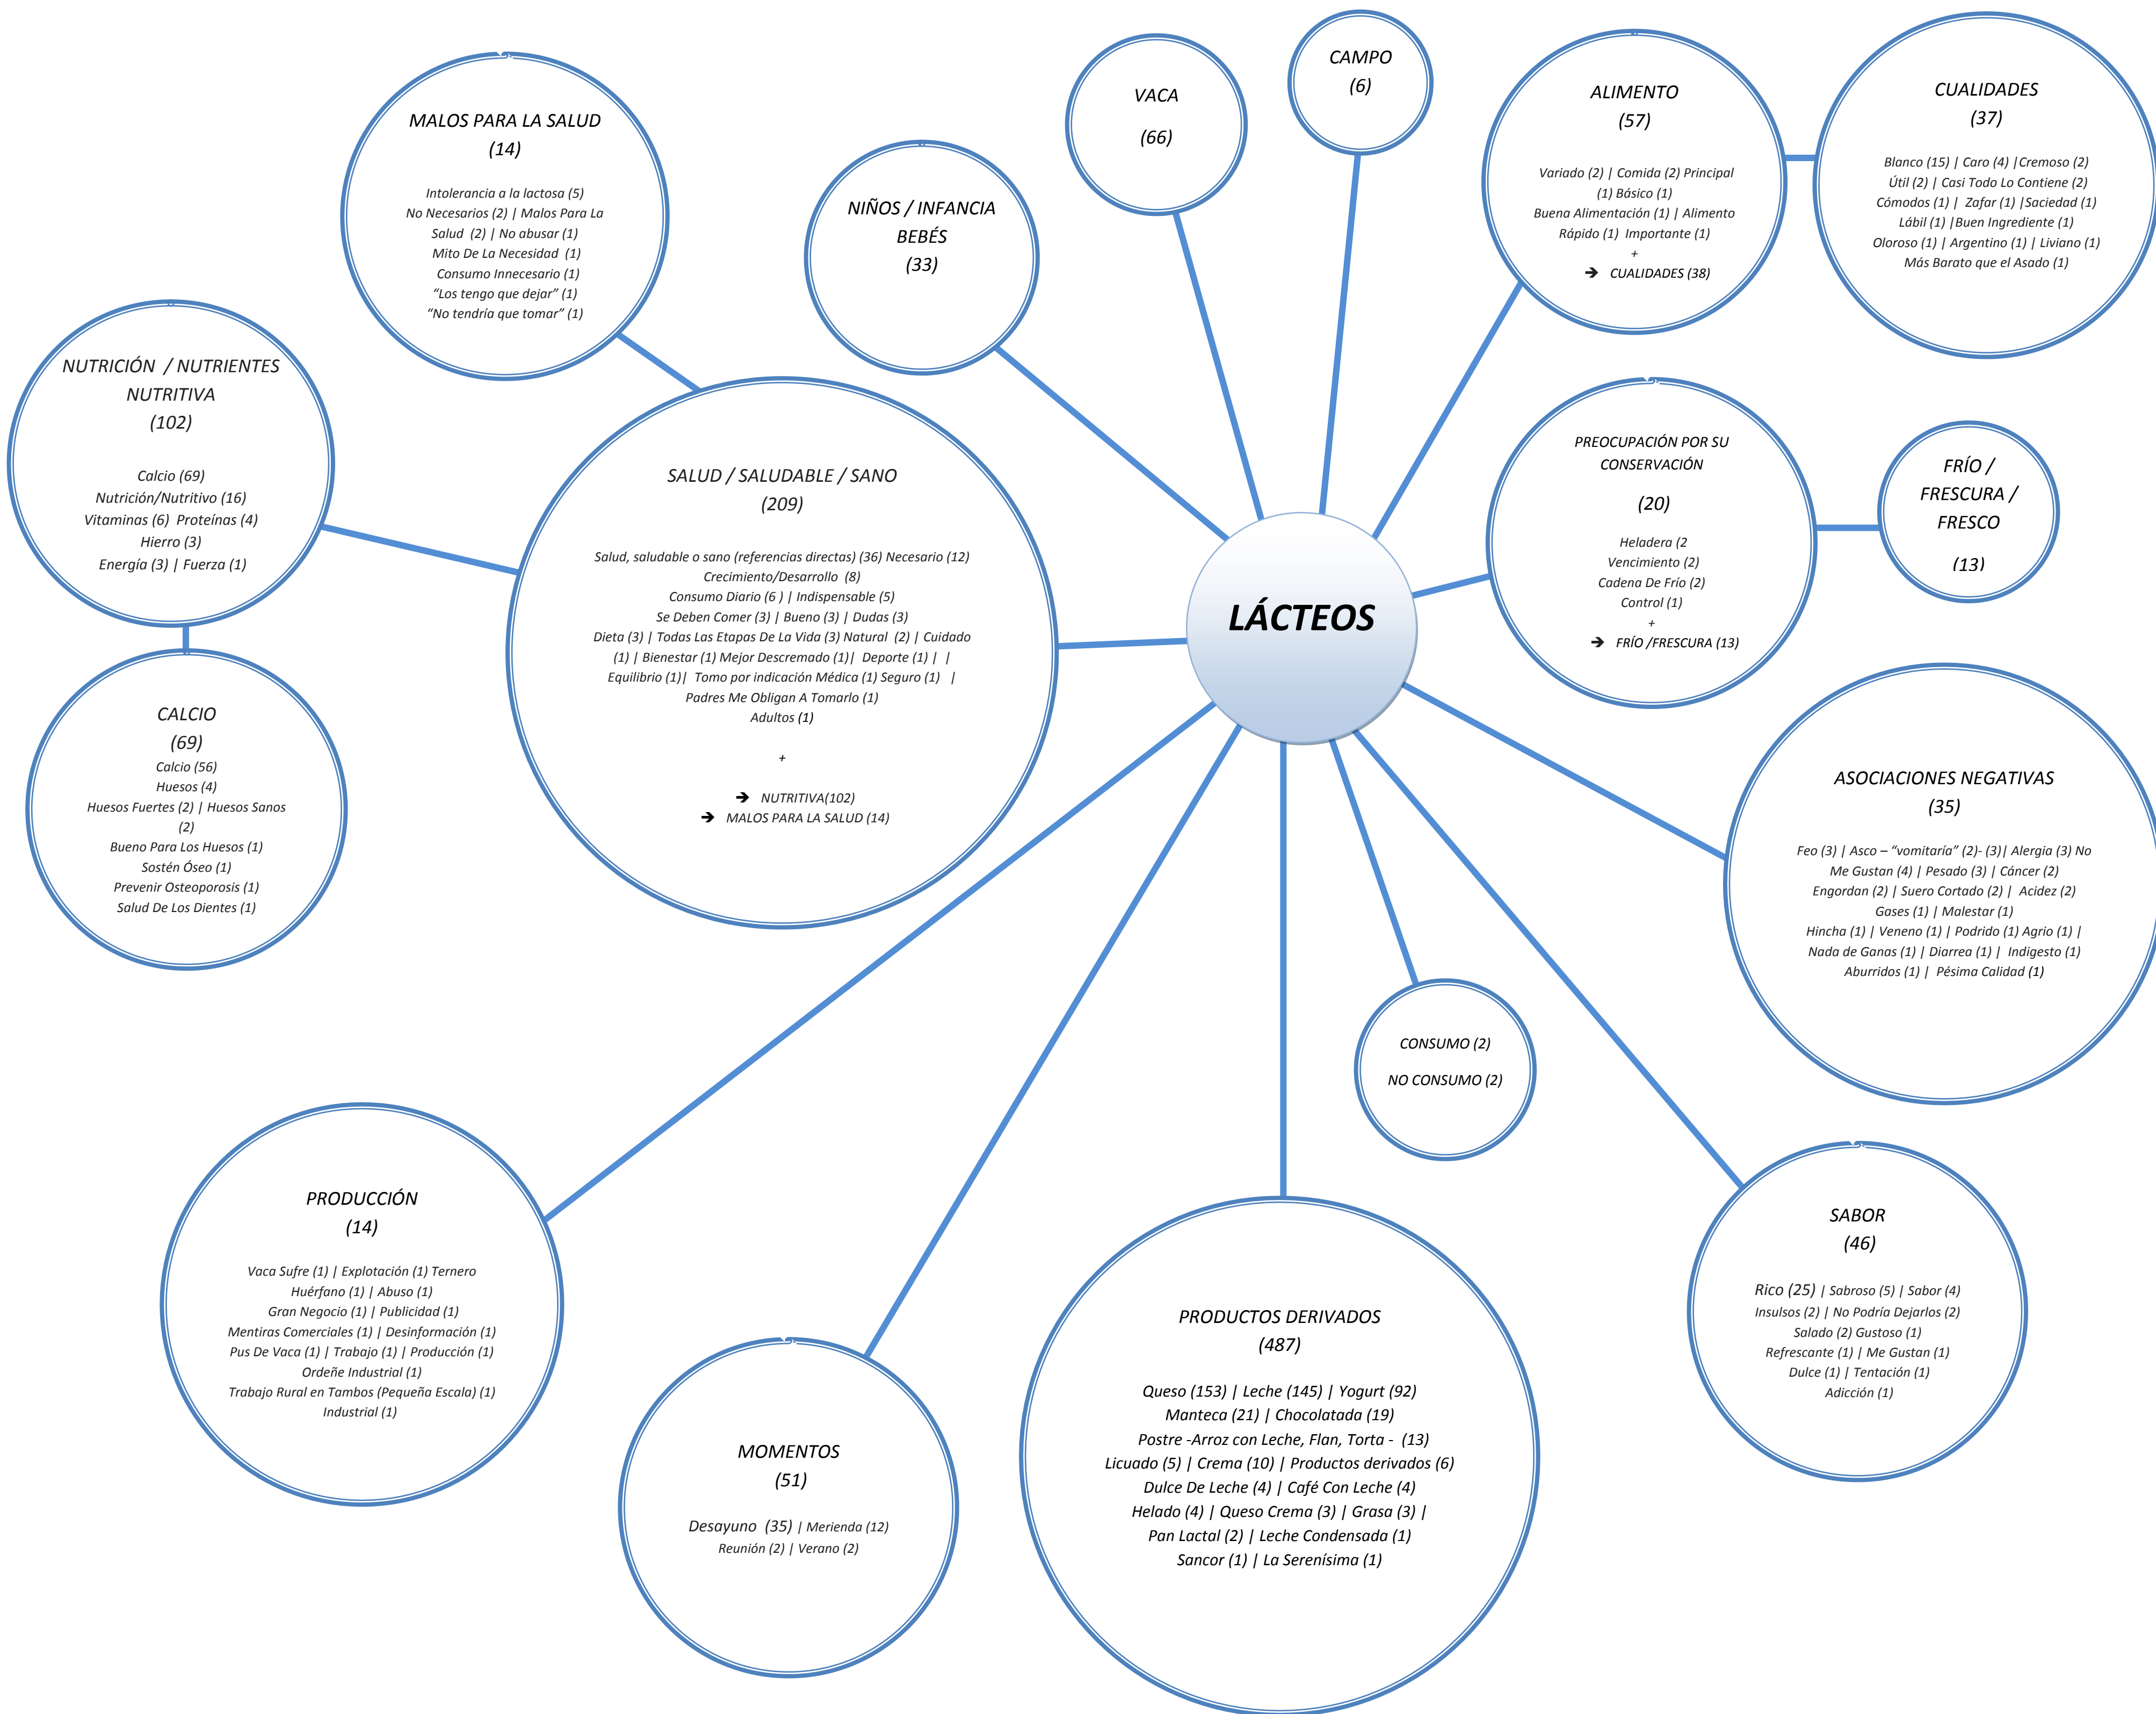 CAMPO
(6)
VACA
(66)
ALIMENTO
(57)
Variado (2) | Comida (2) Principal
(1) Básico (1)
Buena Alimentación (1) | Alimento
Rápido (1)  Importante (1)
+
➔ CUALIDADES (38)
CUALIDADES
(37)
Blanco (15) | Caro (4) |Cremoso (2)
Útil (2) | Casi Todo Lo Contiene (2)
Cómodos (1) |  Zafar (1) |Saciedad (1)
Lábil (1) |Buen Ingrediente (1)
Oloroso (1) | Argentino (1) | Liviano (1)
Más Barato que el Asado (1)
MALOS PARA LA SALUD
(14)
Intolerancia a la lactosa (5)
No Necesarios (2) | Malos Para La
Salud  (2) | No abusar (1)
Mito De La Necesidad  (1)
Consumo Innecesario (1)
“Los tengo que dejar” (1)
“No tendría que tomar” (1)
NIÑOS / INFANCIA
BEBÉS
(33)
NUTRICIÓN  / NUTRIENTES
NUTRITIVA
(102)
Calcio (69)
Nutrición/Nutritivo (16)
Vitaminas (6)  Proteínas (4)
Hierro (3)
Energía (3) | Fuerza (1)
SALUD / SALUDABLE / SANO
(209)
Salud, saludable o sano (referencias directas) (36) Necesario (12)
Crecimiento/Desarrollo  (8)
Consumo Diario (6 ) | Indispensable (5)
Se Deben Comer (3) | Bueno (3) | Dudas (3)
Dieta (3) | Todas Las Etapas De La Vida (3) Natural  (2) | Cuidado
(1) | Bienestar (1) Mejor Descremado (1)|  Deporte (1) |  |
Equilibrio (1)|  Tomo por indicación Médica (1) Seguro (1)   |
Padres Me Obligan A Tomarlo (1)
Adultos (1)
+
➔ NUTRITIVA(102)
➔ MALOS PARA LA SALUD (14)
PREOCUPACIÓN POR SU
CONSERVACIÓN
(20)
Heladera (2
Vencimiento (2)
Cadena De Frío (2)
Control (1)
+
➔ FRÍO /FRESCURA (13)
FRÍO /
FRESCURA /
FRESCO
(13)
LÁCTEOS
CALCIO
(69)
Calcio (56)
Huesos (4)
Huesos Fuertes (2) | Huesos Sanos
(2)
Bueno Para Los Huesos (1)
Sostén Óseo (1)
Prevenir Osteoporosis (1)
Salud De Los Dientes (1)
ASOCIACIONES NEGATIVAS
(35)
Feo (3) | Asco – “vomitaría” (2)- (3)| Alergia (3) No
Me Gustan (4) | Pesado (3) | Cáncer (2)
Engordan (2) | Suero Cortado (2) |  Acidez (2)
Gases (1) | Malestar (1)
Hincha (1) | Veneno (1) | Podrido (1) Agrio (1) |
Nada de Ganas (1) | Diarrea (1) |  Indigesto (1)
Aburridos (1) |  Pésima Calidad (1)
CONSUMO (2)
NO CONSUMO (2)
PRODUCCIÓN
(14)
Vaca Sufre (1) | Explotación (1) Ternero
Huérfano (1) | Abuso (1)
Gran Negocio (1) | Publicidad (1)
Mentiras Comerciales (1) | Desinformación (1)
Pus De Vaca (1) | Trabajo (1) | Producción (1)
Ordeñe Industrial (1)
Trabajo Rural en Tambos (Pequeña Escala) (1)
Industrial (1)
SABOR
(46)
Rico (25) | Sabroso (5) | Sabor (4)
Insulsos (2) | No Podría Dejarlos (2)
Salado (2) Gustoso (1)
Refrescante (1) | Me Gustan (1)
Dulce (1) | Tentación (1)
Adicción (1)
PRODUCTOS DERIVADOS
(487)
Queso (153) | Leche (145) | Yogurt (92)
Manteca (21) | Chocolatada (19)
Postre -Arroz con Leche, Flan, Torta -  (13)
Licuado (5) | Crema (10) | Productos derivados (6)
Dulce De Leche (4) | Café Con Leche (4)
Helado (4) | Queso Crema (3) | Grasa (3) |
Pan Lactal (2) | Leche Condensada (1)
Sancor (1) | La Serenísima (1)
MOMENTOS
(51)
Desayuno  (35) | Merienda (12)
Reunión (2) | Verano (2)